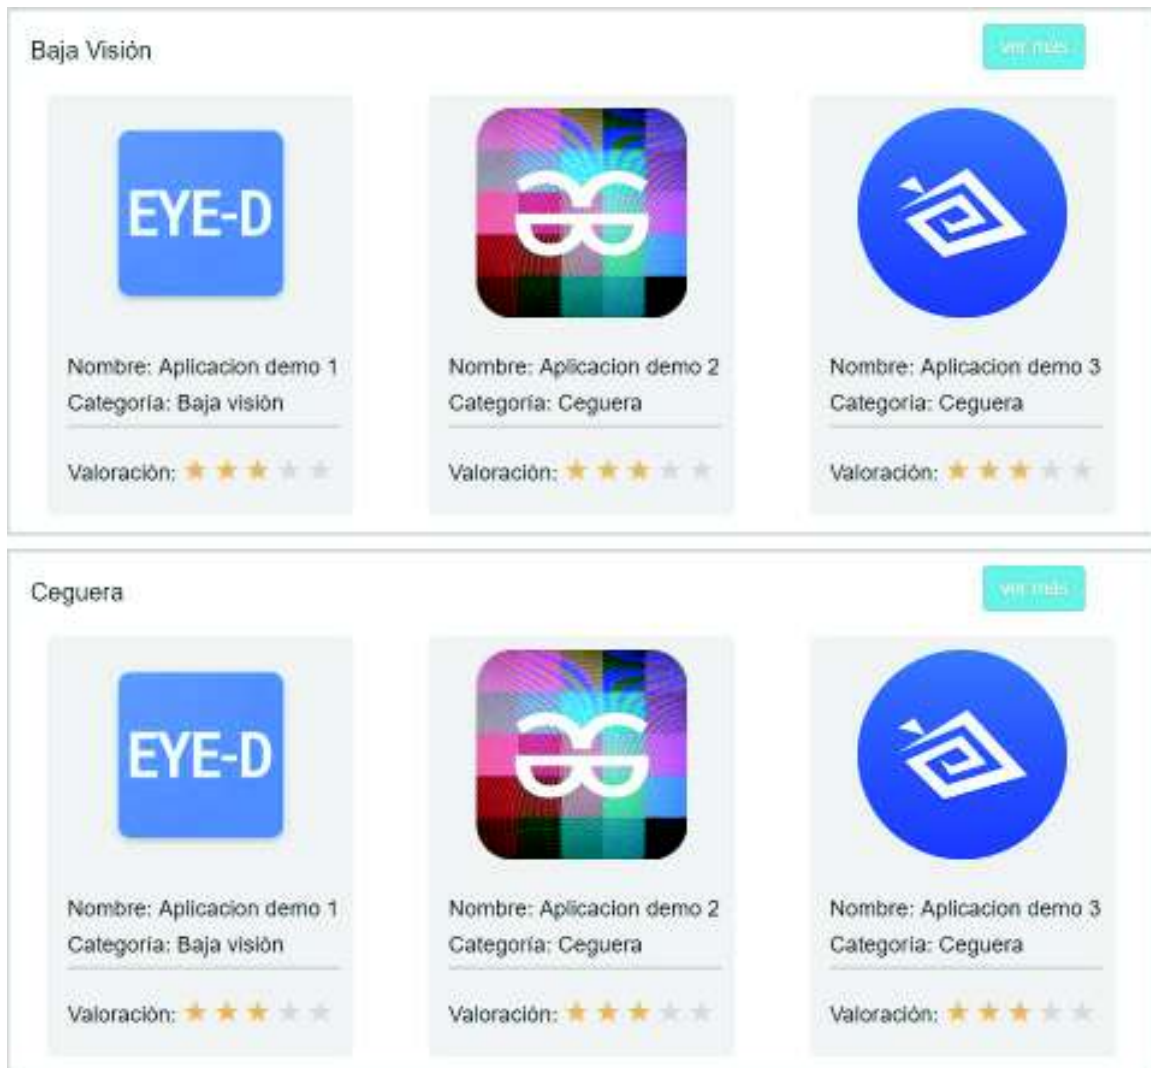 Baja Visión
ver más
EYE-D
Nombre: Aplicacion demo 1
Categoría: Baja visión
Valoración:
Nombre: Aplicacion demo 2
Categoría: Ceguera
Valoración:
Nombre: Aplicacion demo 3
Categoría: Ceguera
Valoración:
Ceguera
ver más
EYE-D
Nombre: Aplicacion demo 1
Categoría: Baja visión
Valoración:
Nombre: Aplicacion demo 2
Categoría: Ceguera
Valoración:
Nombre: Aplicacion demo 3
Categoría: Ceguera
Valoración: